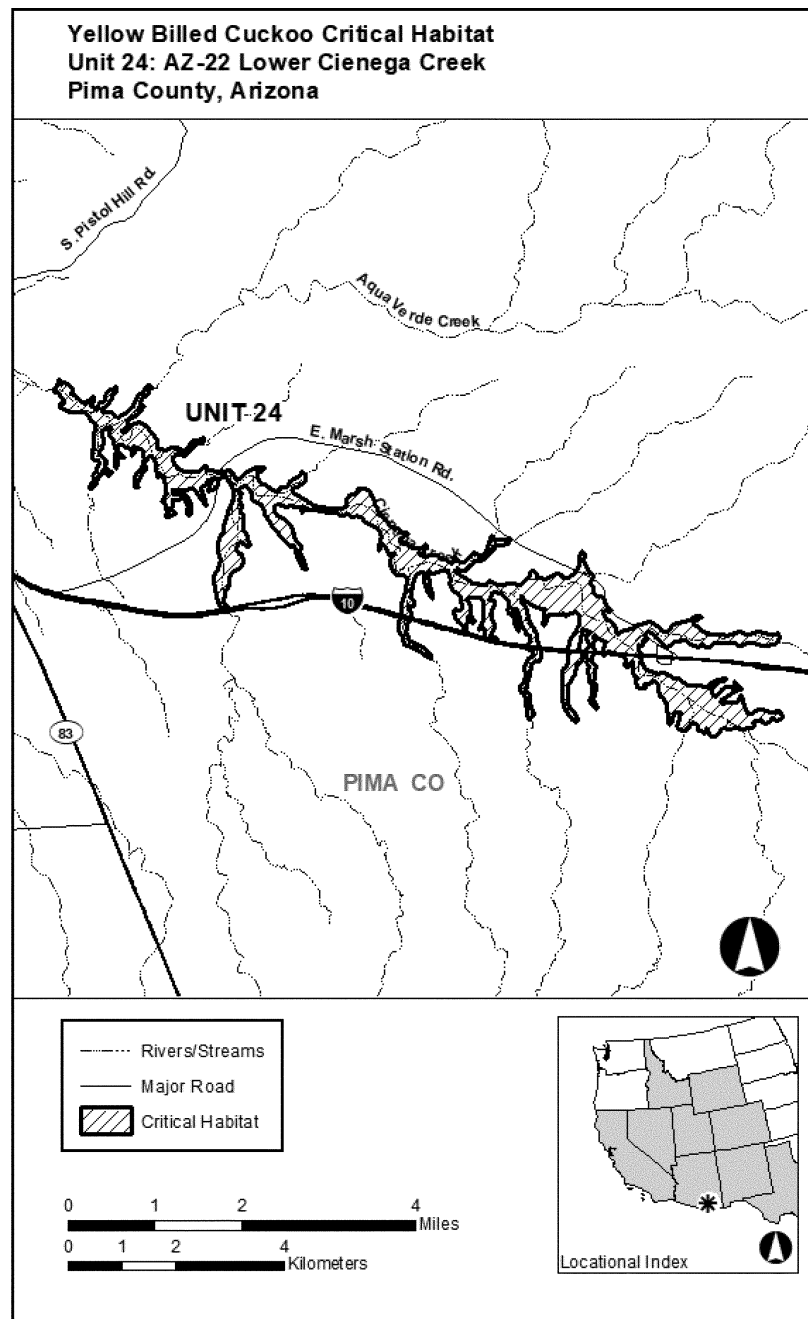 Yellow Billed Cuckoo Critical Habitat
Unit 24: AZ-22 Lower Cienega Creek
Pima County, Arizona
S. Pistol Hill Rd.
Aqua Verde Creek
UNIT 24
E. Marsh Station Rd.
Cienega Creek
10
83
PIMA CO
Rivers/Streams
Major Road
Critical Habitat
0 1 2 4
Miles
0 1 2 4
Kilometers
Locational Index